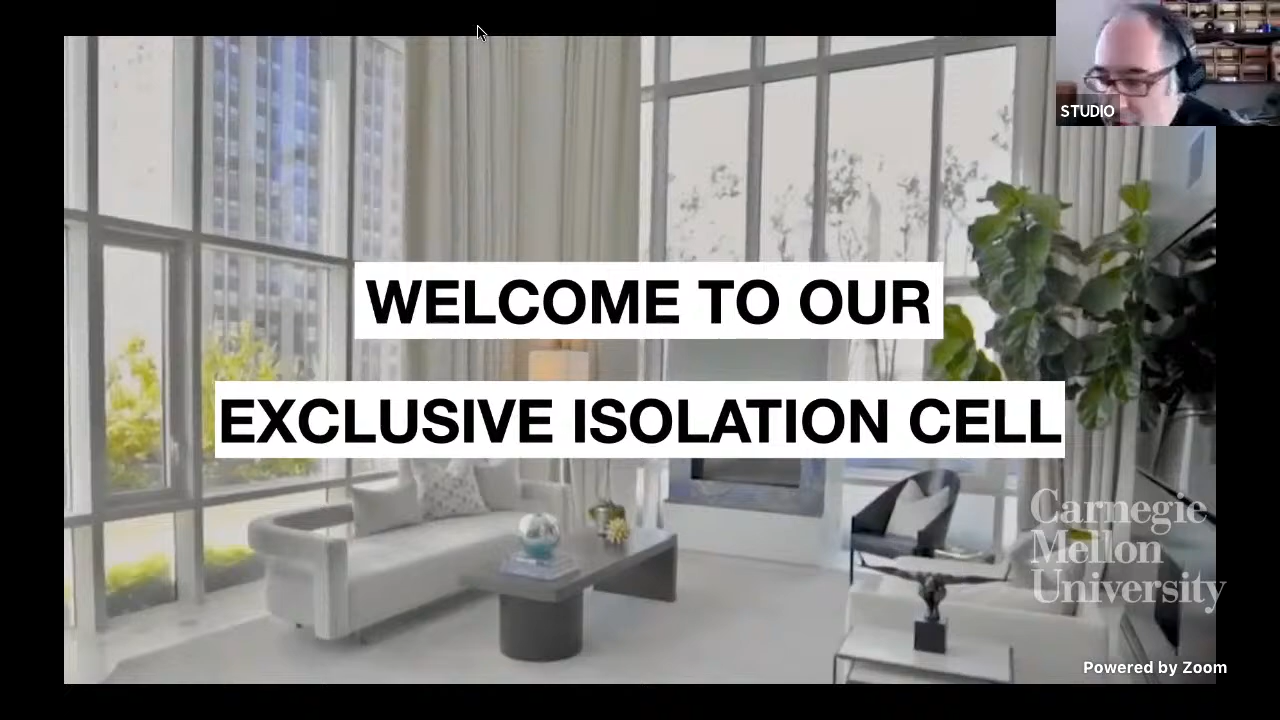 STUDIO
WELCOME TO OUR
EXCLUSIVE ISOLATION CELL
Carnegie
Mellon
University
Powered by Zoom